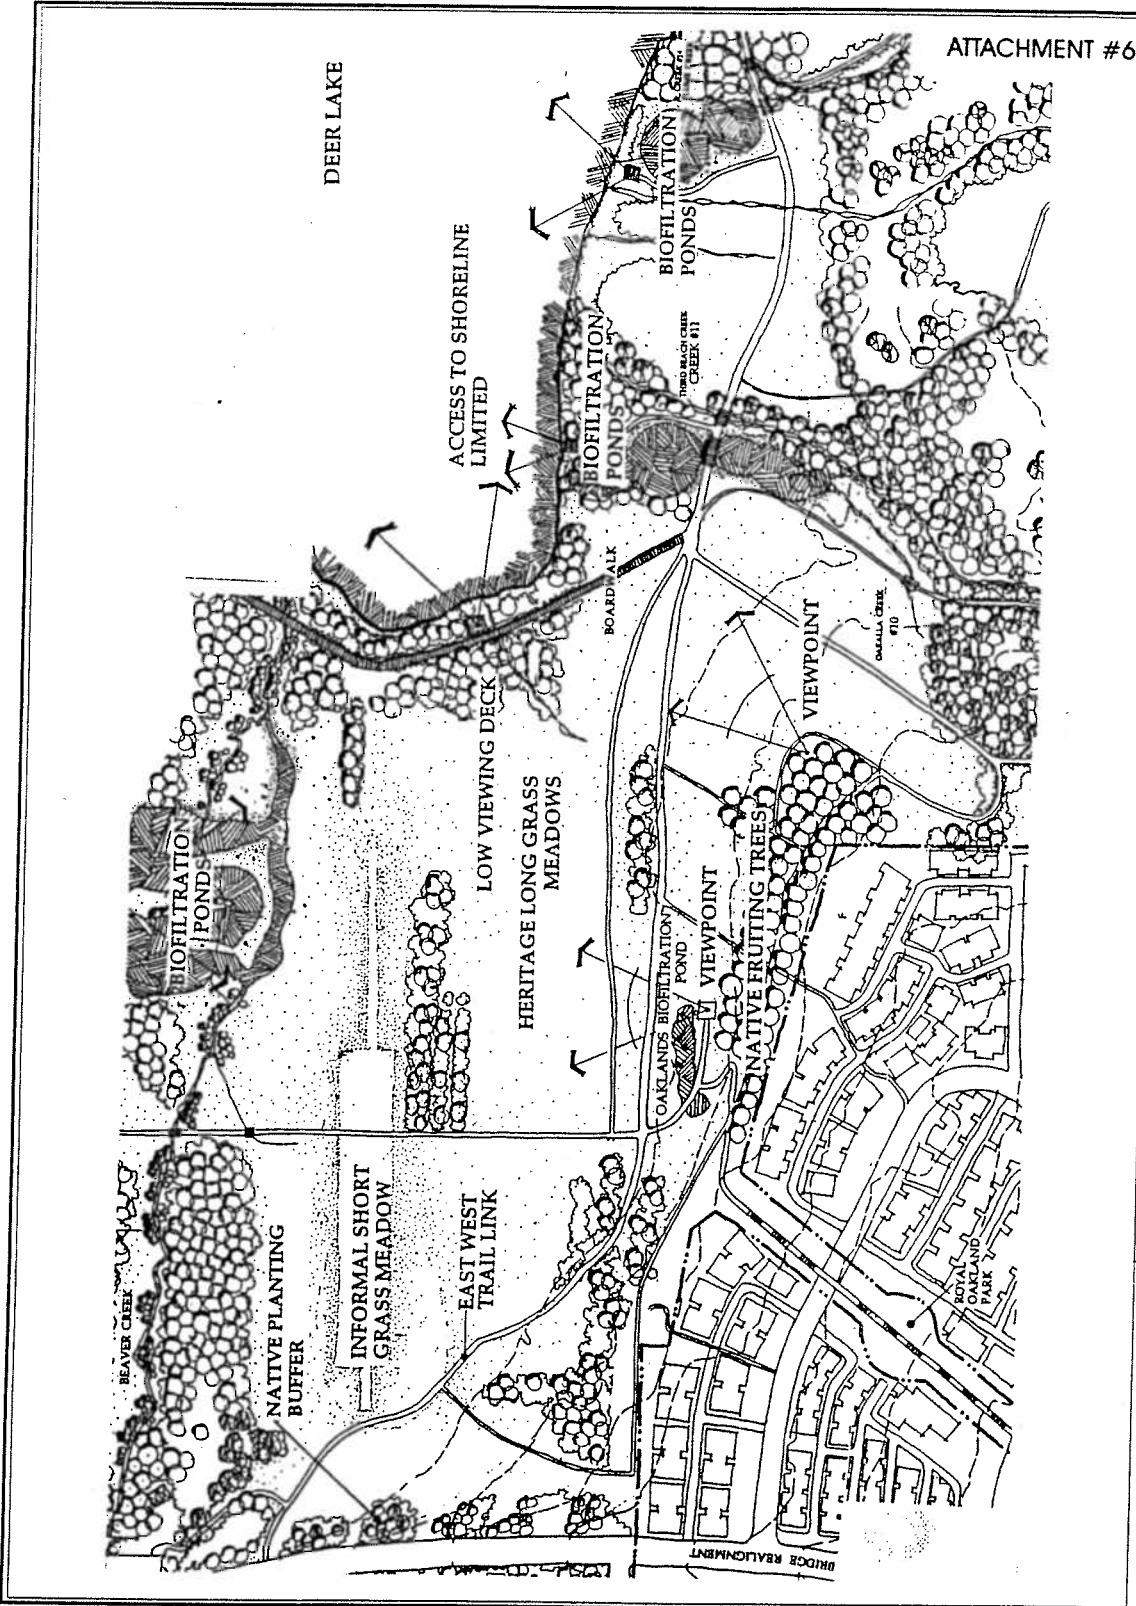 ATTACHMENT #6
DEER LAKE
ACCESS TO SHORELINE
LIMITED
BIOFILTRATION
PONDS
BIOFILTRATION
PONDS
THIRD BEACH CREEK
CREEK #11
BOARDWALK
VIEWPOINT
OAKALLA CREEK
#10
LOW VIEWING DECK
HERITAGE LONG GRASS
MEADOWS
BIOFILTRATION
PONDS
OAKLANDS BIOFILTRATION
POND
VIEWPOINT
NATIVE FRUITING TREES
BEAVER CREEK
NATIVE PLANTING
BUFFER
INFORMAL SHORT
GRASS MEADOW
EAST WEST
TRAIL LINK
ROYAL
OAKLAND
PARK
BRIDGE REALIGNMENT